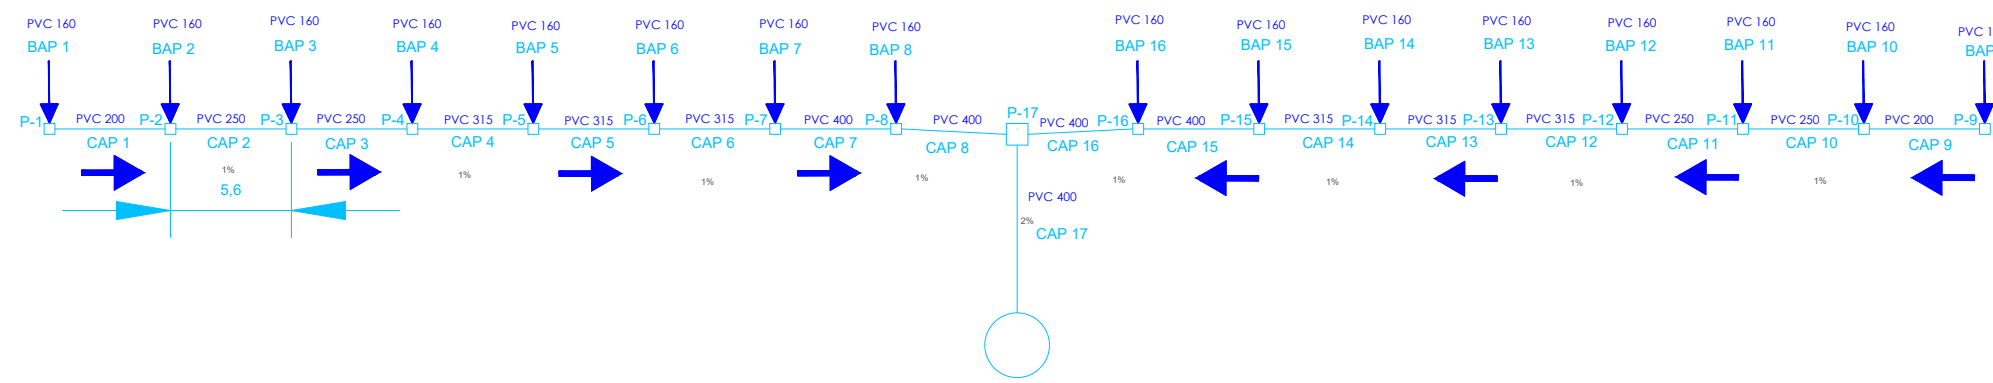 PVC 160 PVC 160 PVC 160 PVC 160 PVC 160 PVC 160 PVC 160 PVC 160 PVC 160 PVC 160 PVC 160 PVC 160 PVC 160 PVC 160 PVC 160 PVC 1
BAP 1 BAP 2 BAP 3 BAP 4 BAP 5 BAP 6 BAP 7 BAP 8 BAP 16 BAP 15 BAP 14 BAP 13 BAP 12 BAP 11 BAP 10 BAP
P-1 PVC 200 P-2 PVC 250 P-3 PVC 250 P-4 PVC 315 P-5 PVC 315 P-6 PVC 315 P-7 PVC 400 P-8 PVC 400 P-17 PVC 400 P-16 PVC 400 P-15 PVC 315 P-14 PVC 315 P-13 PVC 315 P-12 PVC 250 P-11 PVC 250 P-10 PVC 200 P-9
CAP 1 CAP 2 CAP 3 CAP 4 CAP 5 CAP 6 CAP 7 CAP 8 CAP 16 CAP 15 CAP 14 CAP 13 CAP 12 CAP 11 CAP 10 CAP 9
1% 1% 1% 1% 1% 1% 1% 1%
5,6
PVC 400
2%
CAP 17